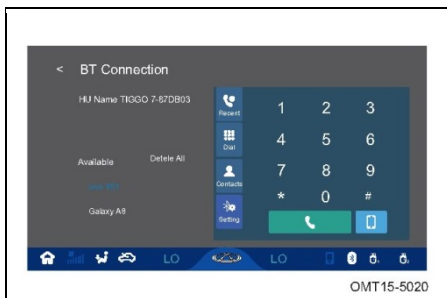 < BT Connection
HU Name TIGGO 7-87DB03
Available Detele All
Galaxy A8
Recent
Dial
Contacts
Setting
1 2 3
4 5 6
7 8 9
* 0 #
LO LO
OMT15-5020